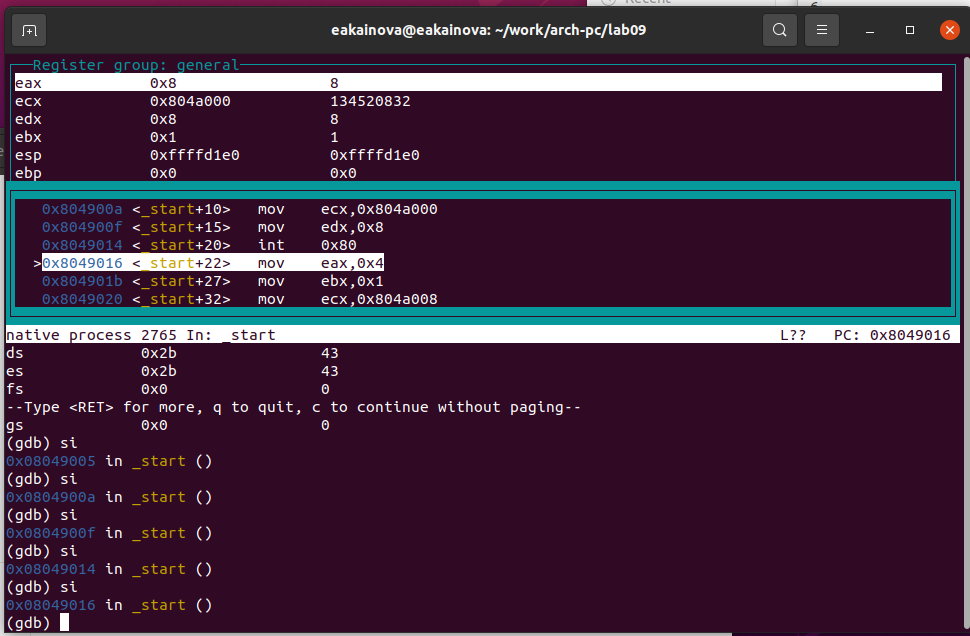 Recent
eakainova@eakainova: ~/work/arch-pc/lab09
Register group: general
eax 0x8 8
ecx 0x804a000 134520832
edx 0x8 8
ebx 0x1 1
esp 0xffffd1e0 0xffffd1e0
ebp 0x0 0x0
0x804900a <_start+10> mov ecx,0x804a000
0x804900f <_start+15> mov edx,0x8
0x8049014 <_start+20> int 0x80
>0x8049016 <_start+22> mov eax,0x4
0x804901b <_start+27> mov ebx,0x1
0x8049020 <_start+32> mov ecx,0x804a008
native process 2765 In: _start L?? PC: 0x8049016
ds 0x2b 43
es 0x2b 43
fs 0x0 0
--Type <RET> for more, q to quit, c to continue without paging--
gs 0x0 0
(gdb) si
0x08049005 in _start ()
(gdb) si
0x0804900a in _start ()
(gdb) si
0x0804900f in _start ()
(gdb) si
0x08049014 in _start ()
(gdb) si
0x08049016 in _start ()
(gdb)